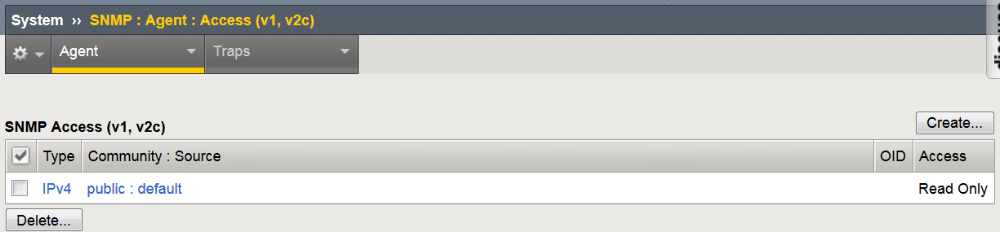 System ›› SNMP : Agent : Access (v1, v2c)
Agent Traps
SNMP Access (v1, v2c) Create...
Type Community : Source OID Access
IPv4 public : default Read Only
Delete...